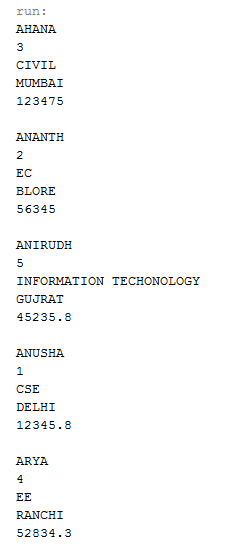 run:
AHANA
3
CIVIL
MUMBAI
123475
ANANTH
2
EC
BLORE
56345
ANIRUDH
5
INFORMATION TECHONOLOGY
GUJRAT
45235.8
ANUSHA
1
CSE
DELHI
12345.8
ARYA
4
EE
RANCHI
52834.3